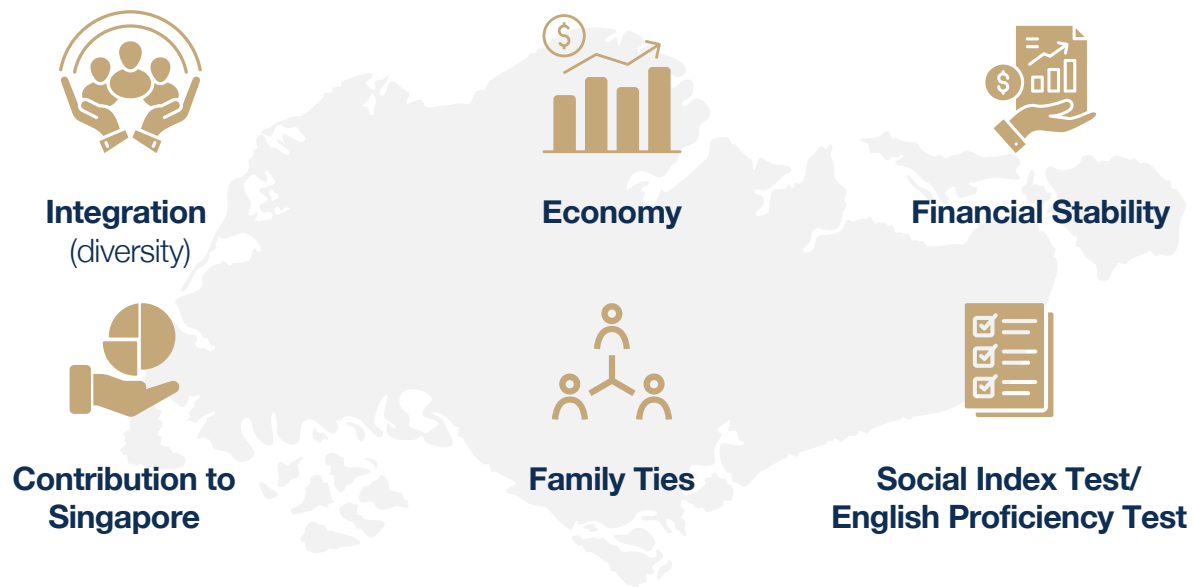 Integration
(diversity)
Economy
Financial Stability
Contribution to
Singapore
Family Ties
Social Index Test/
English Proficiency Test